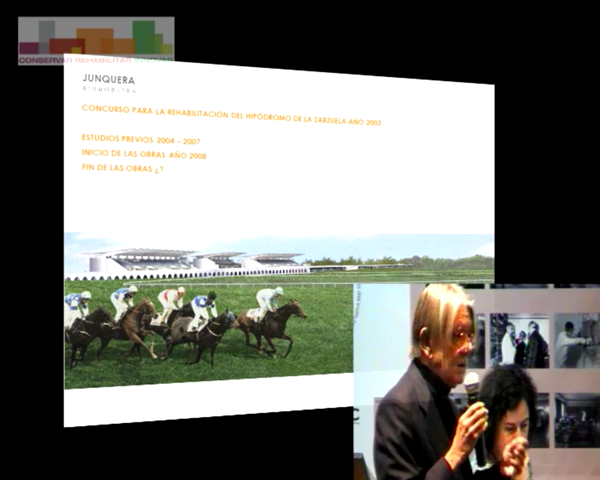 CONSERVAR REHABILITAR
JUNQUERA
arquitectos
CONCURSO PARA LA REHABILITACIÓN DEL HIPÓDROMO DE LA ZARZUELA AÑO 2003
ESTUDIOS PREVIOS 2004 – 2007
INICIO DE LAS OBRAS AÑO 2008
FIN DE LAS OBRAS ¿?